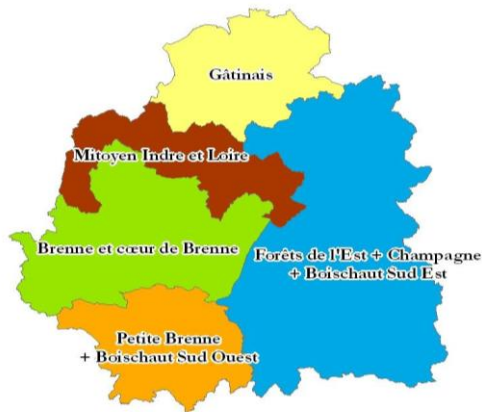 Gâtinais
Mitoyen Indre et Loire
Brenne et cœur de Brenne
Forêts de l'Est + Champagne
+ Boischaut Sud Est
Petite Brenne
+ Boischaut Sud Ouest